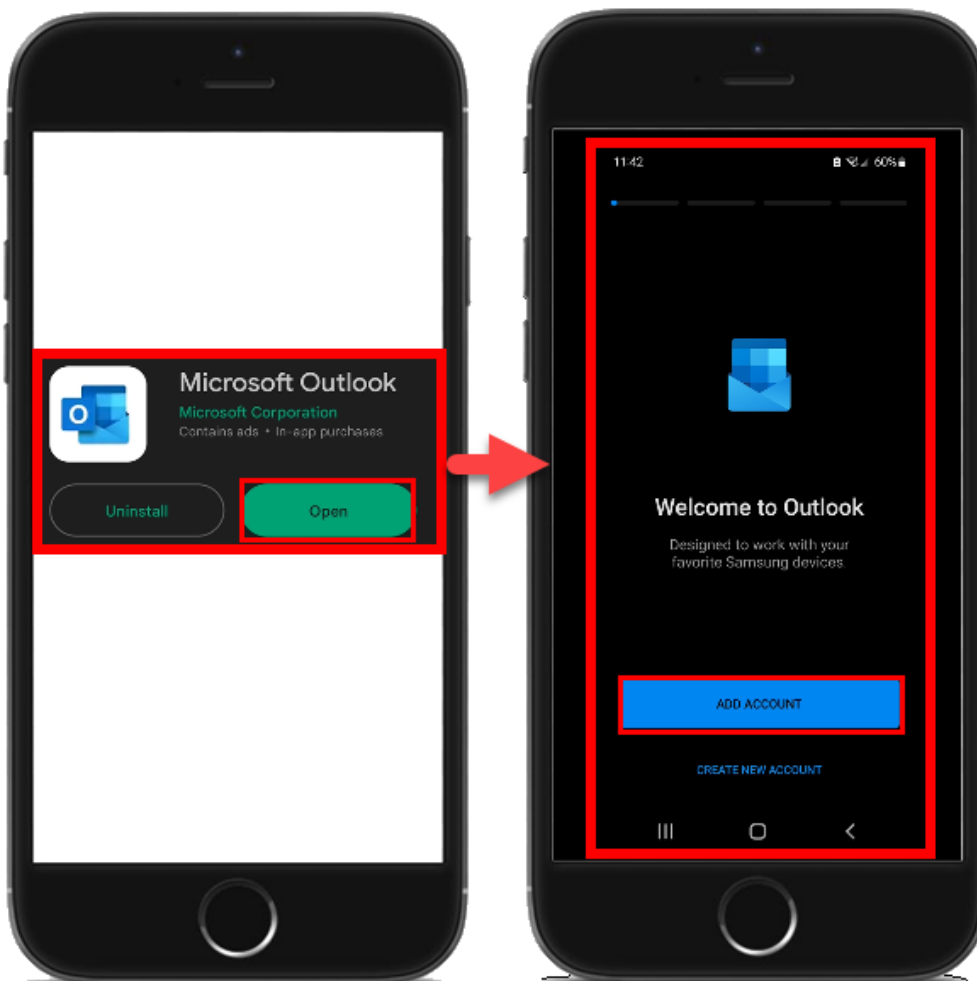 Microsoft Outlook
Microsoft Corporation
Contains ads • In-app purchases
Uninstall
Open
11:42
60%
Welcome to Outlook
Designed to work with your
favorite Samsung devices.
ADD ACCOUNT
CREATE NEW ACCOUNT